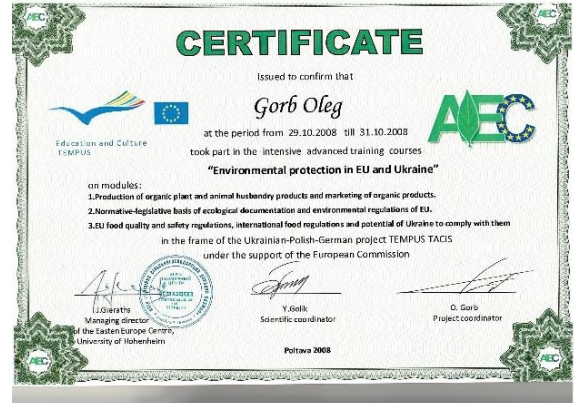 AEC
AEC
CERTIFICATE
Issued to confirm that
Gorb Oleg
at the period from 29.10.2008 till 31.10.2008
AEC
Education and Culture
TEMPUS
took part in the intensive advanced training courses
"Environmental protection in EU and Ukraine"
on modules:
1.Production of organic plant and animal husbandry products and marketing of organic products.
2.Normative-legislative basis of ecological documentation and environmental regulations of EU.
3.EU food quality and safety regulations, international food regulations and potential of Ukraine to comply with them
in the frame of the Ukrainian-Polish-German project TEMPUS TACIS
under the support of the European Commission
J.Gieraths
Managing director
of the Easten Europe Centre,
University of Hohenheim
Y.Golik
Scientific coordinator
O. Gorb
Project coordinator
Poltava 2008
AEC
AEC